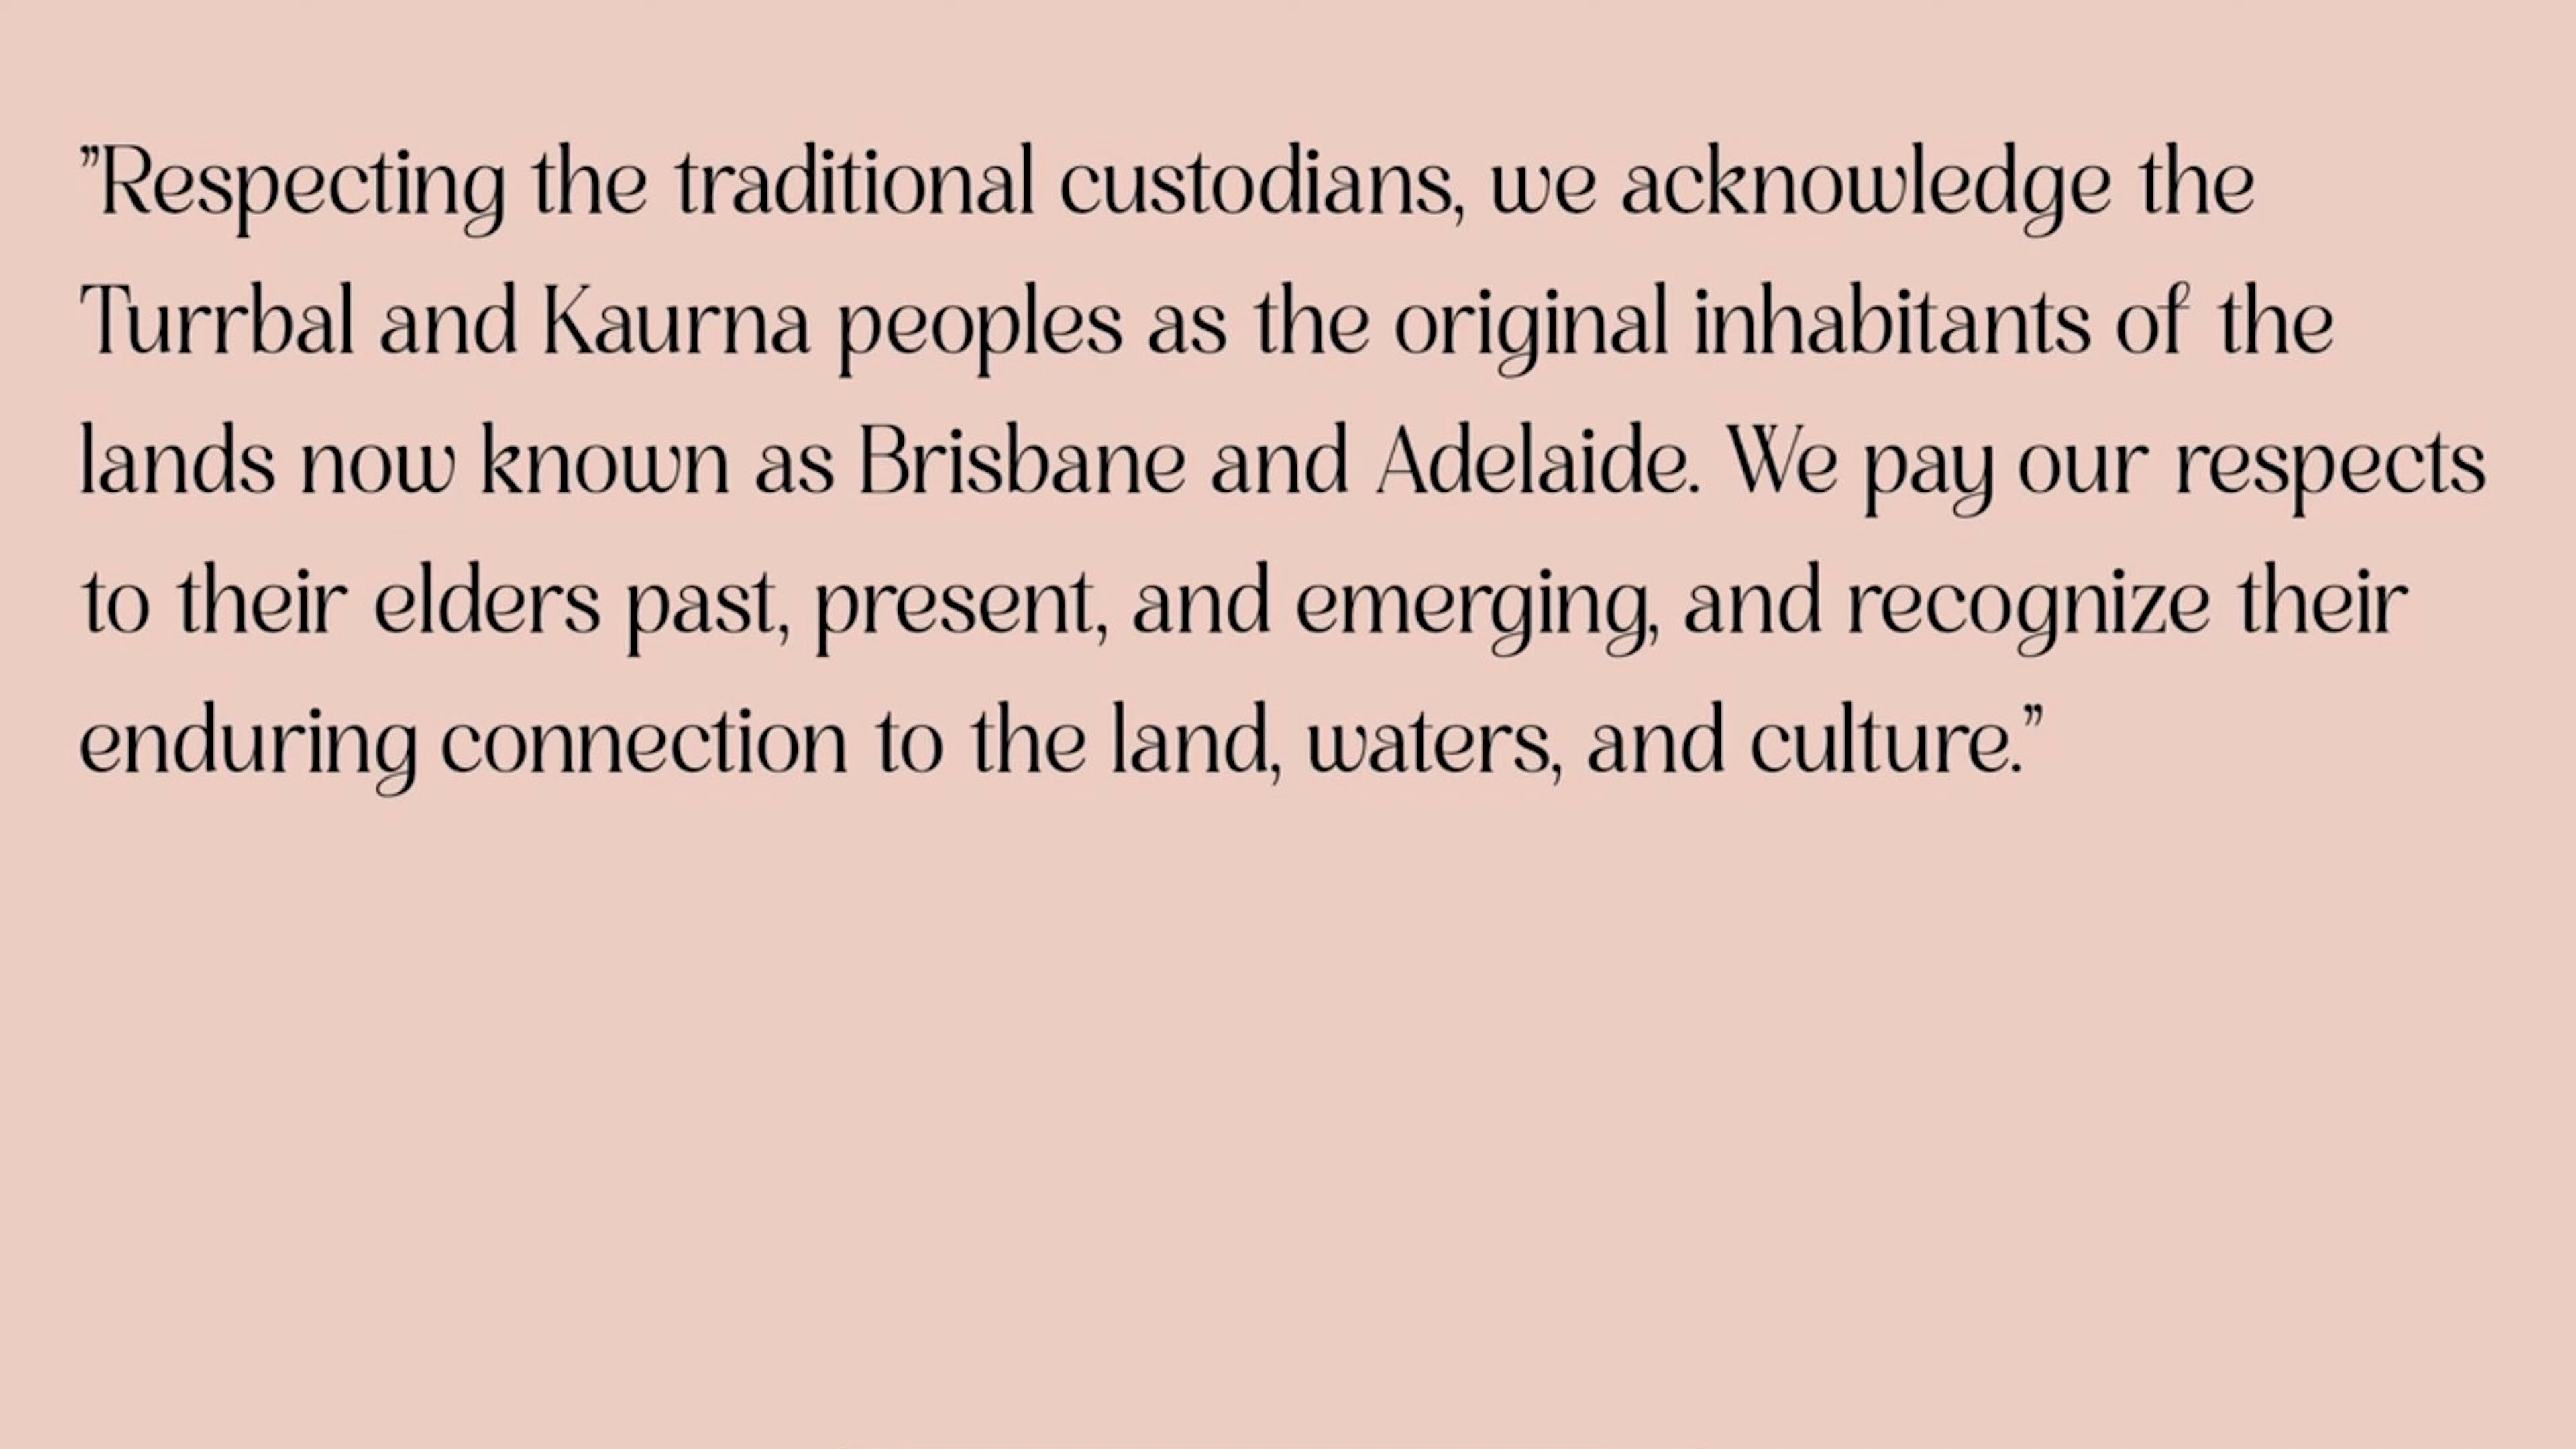 ”Respecting the traditional custodians, we acknowledge the
Turrbal and Kaurna peoples as the original inhabitants of the
lands now known as Brisbane and Adelaide. We pay our respects
to their elders past, present, and emerging, and recognize their
enduring connection to the land, waters, and culture.”